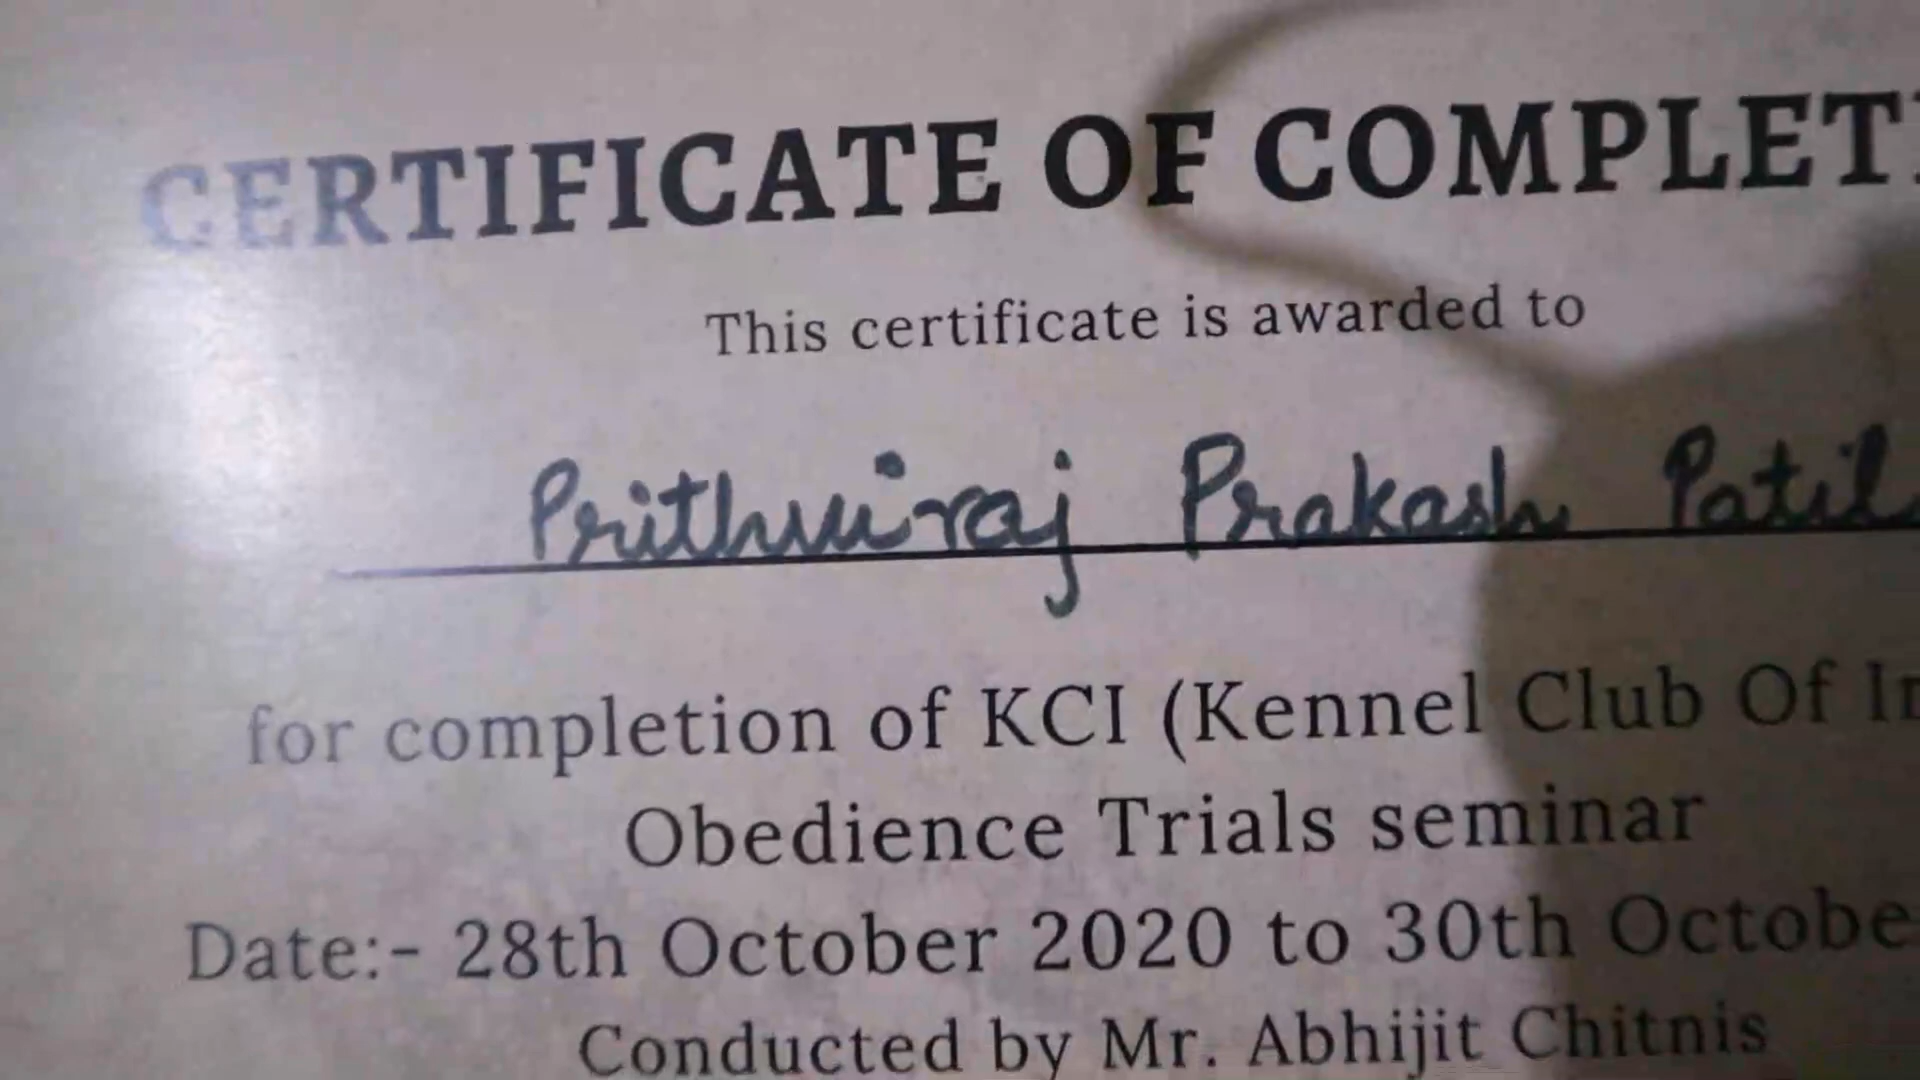 CERTIFICATE OF COMPLET
This certificate is awarded to
Prithviraj Prakash Patil
for completion of KCI (Kennel Club Of In
Obedience Trials seminar
Date:- 28th October 2020 to 30th Octobe
Conducted by Mr. Abhijit Chitnis